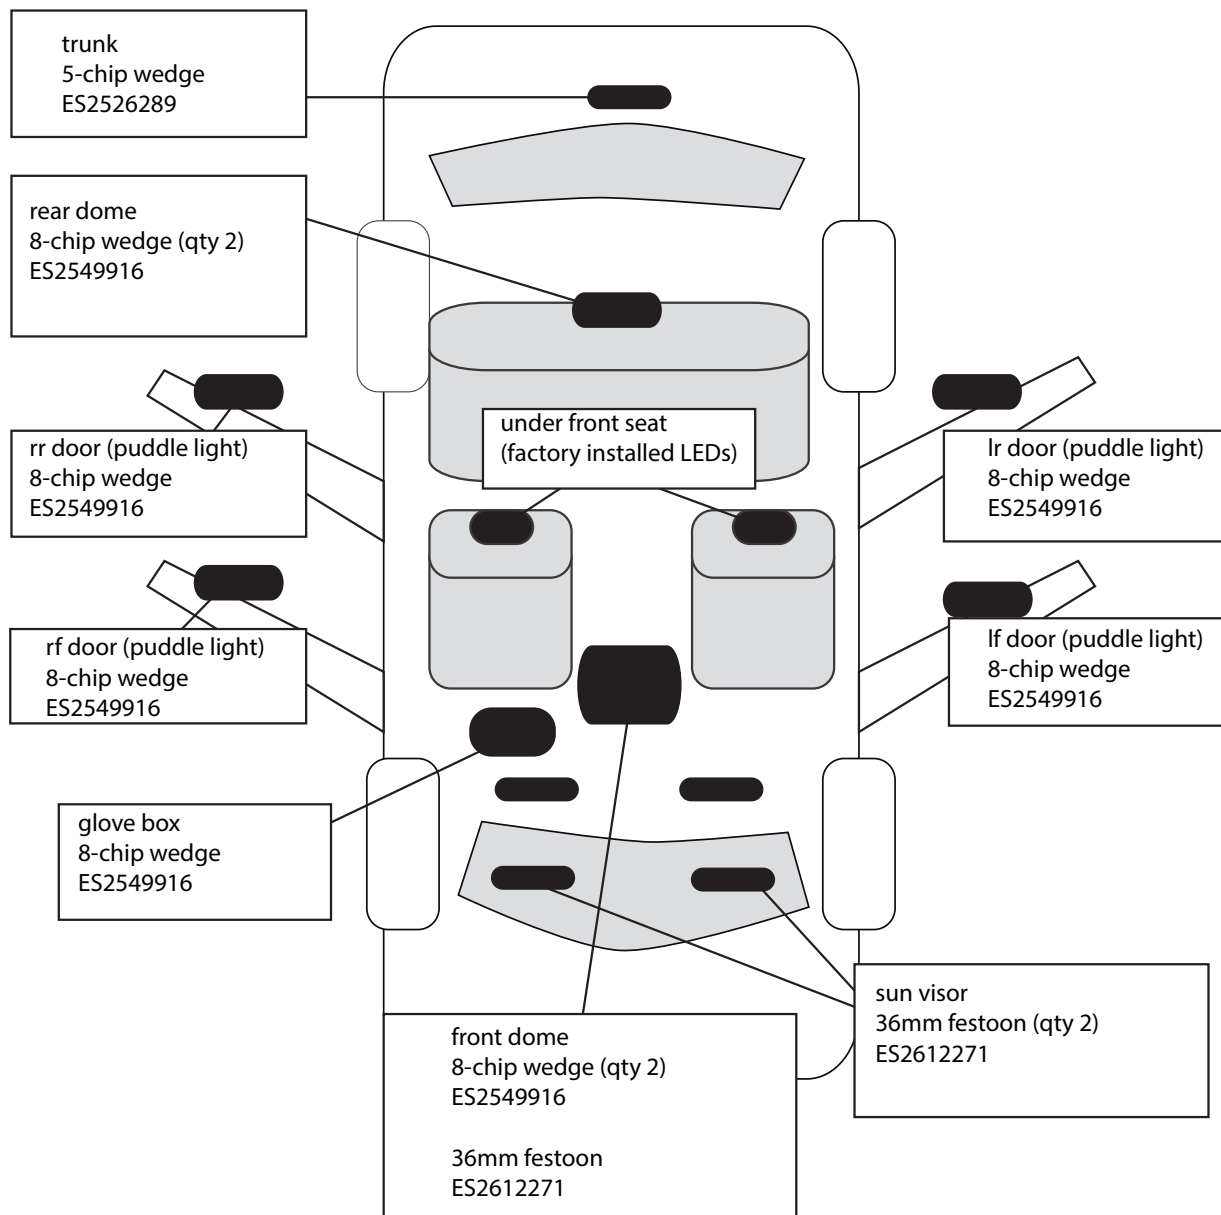 trunk
5-chip wedge
ES2526289
rear dome
8-chip wedge (qty 2)
ES2549916
under front seat
(factory installed LEDs)
rr door (puddle light)
8-chip wedge
ES2549916
lr door (puddle light)
8-chip wedge
ES2549916
rf door (puddle light)
8-chip wedge
ES2549916
lf door (puddle light)
8-chip wedge
ES2549916
glove box
8-chip wedge
ES2549916
sun visor
36mm festoon (qty 2)
ES2612271
front dome
8-chip wedge (qty 2)
ES2549916
36mm festoon
ES2612271